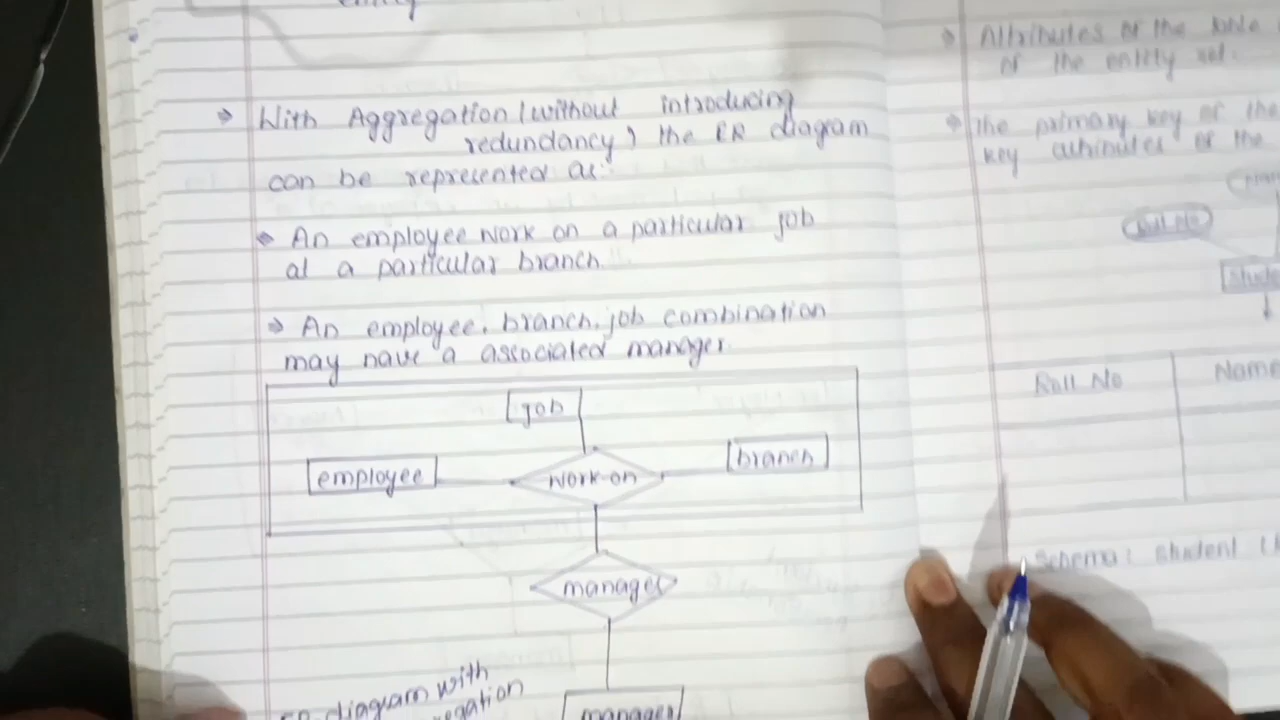 entity
⇒ With Aggregation (without introducing
redundancy) the ER diagram
can be represented as:
An employee work on a particular job
at a particular branch.
⇒ An employee, branch, job combination
may have a associated manager.
job
employee
work-on
branch
manages
manager
ER diagram with
Attributes of the table
of the entity set.
The primary key of the
key attributes of the
Roll No
Roll No
Name
Schema: Student